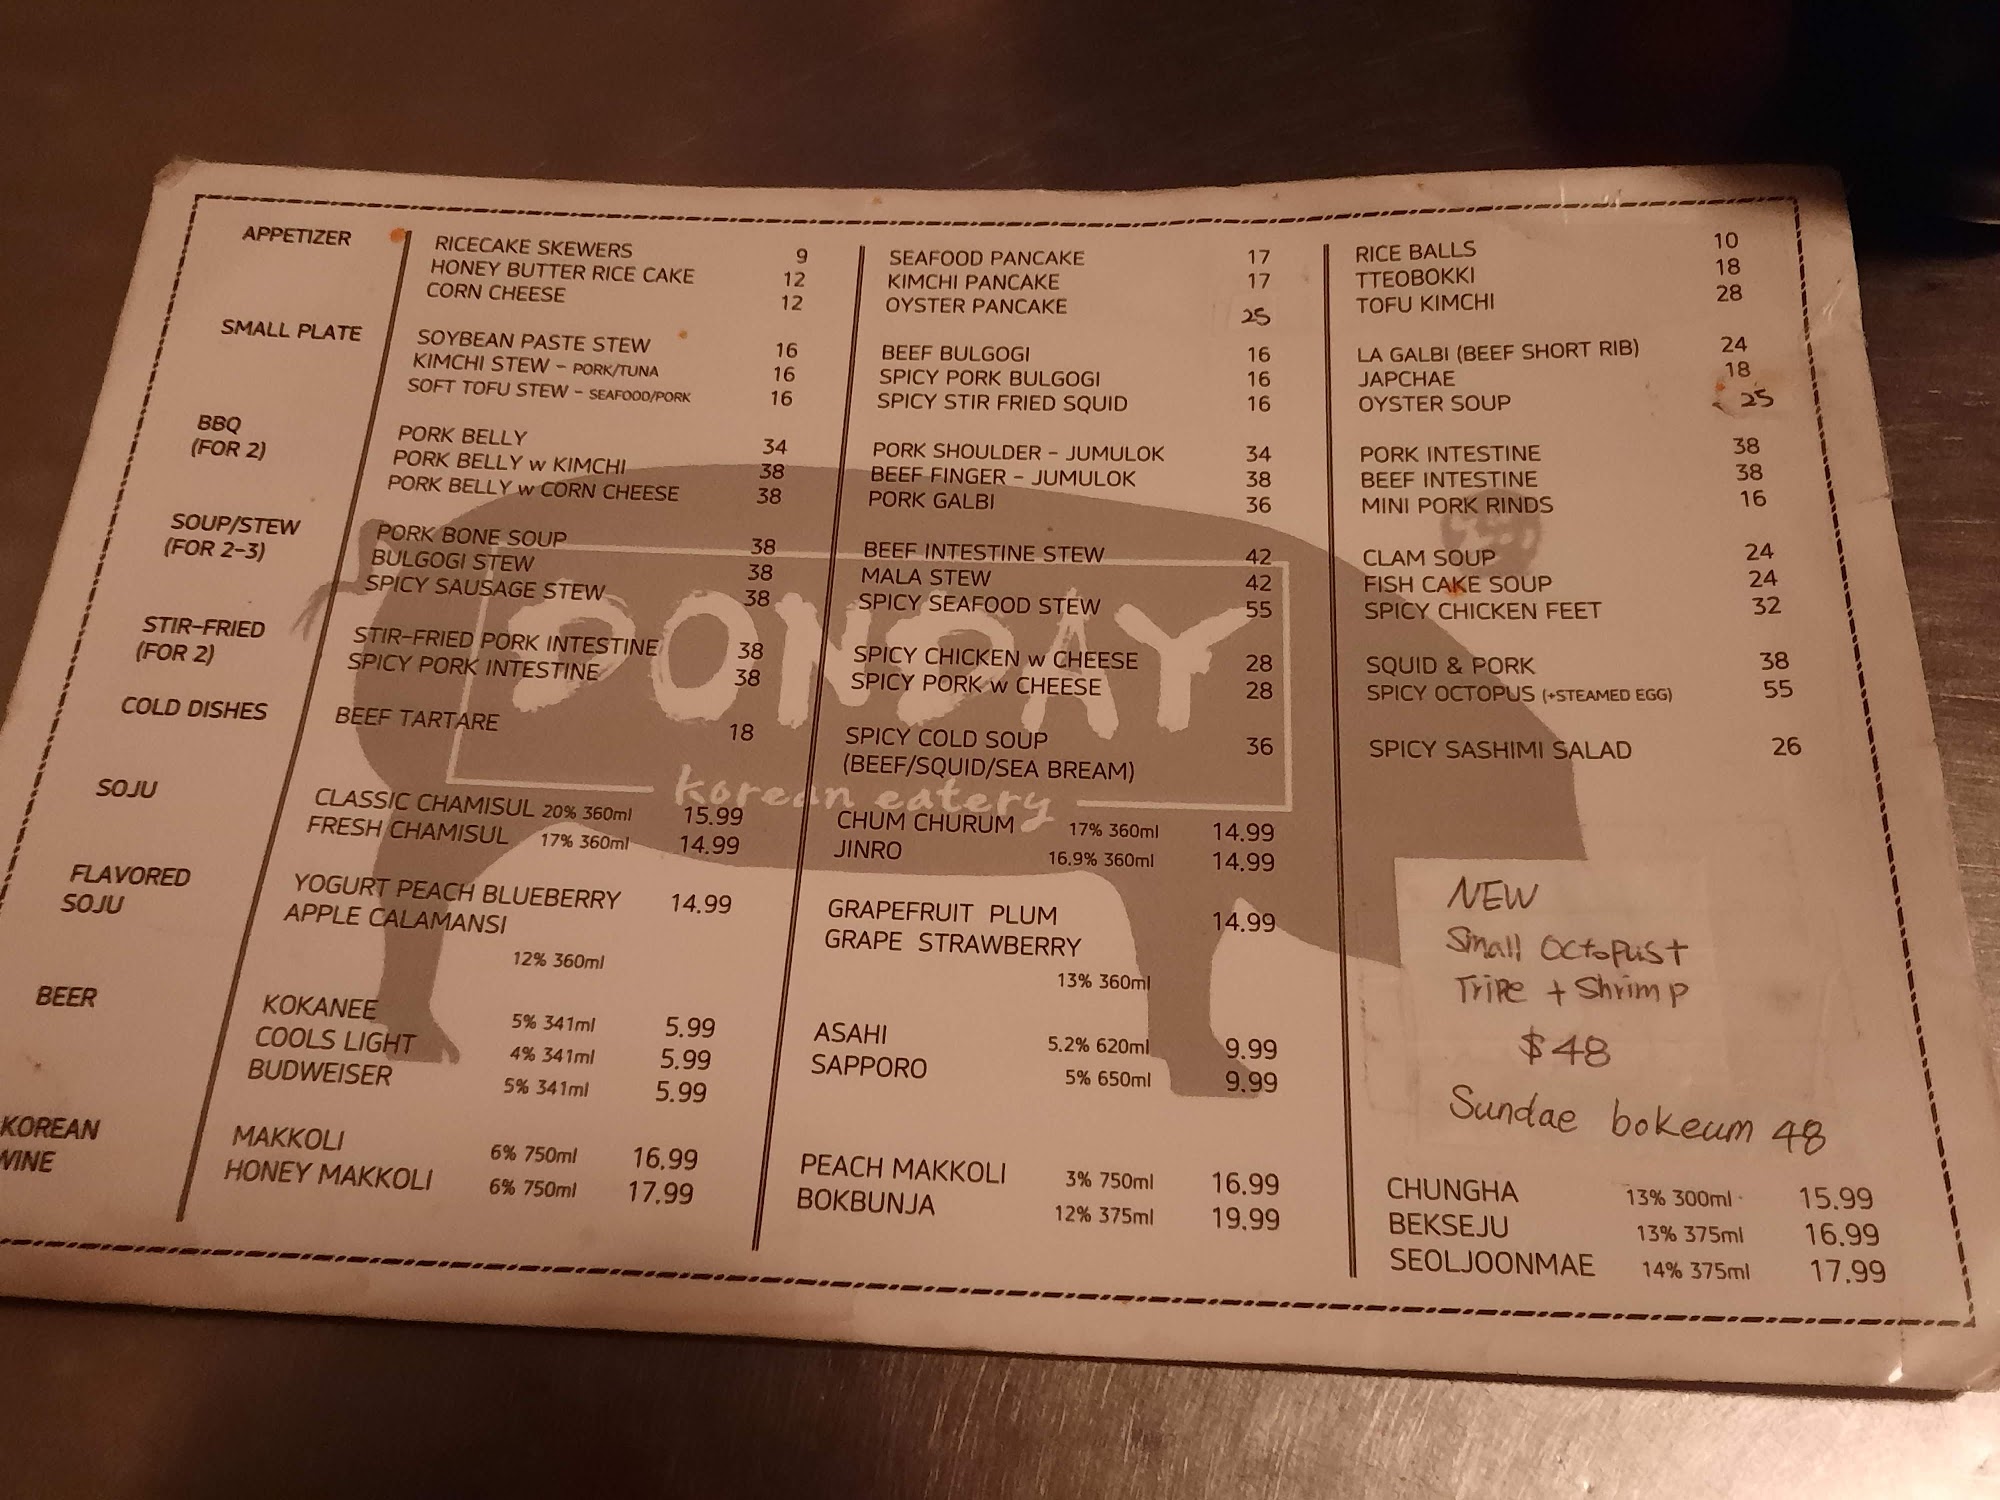 APPETIZER
RICECAKE SKEWERS 9
HONEY BUTTER RICE CAKE 12
CORN CHEESE 12
SEAFOOD PANCAKE 17
KIMCHI PANCAKE 17
OYSTER PANCAKE 25
RICE BALLS 10
TTEOBOKKI 18
TOFU KIMCHI 28
SMALL PLATE
SOYBEAN PASTE STEW 16
KIMCHI STEW - PORK/TUNA 16
SOFT TOFU STEW - SEAFOOD/PORK 16
BEEF BULGOGI 16
SPICY PORK BULGOGI 16
SPICY STIR FRIED SQUID 16
LA GALBI (BEEF SHORT RIB) 24
JAPCHAE 18
OYSTER SOUP 25
BBQ
(FOR 2)
PORK BELLY 34
PORK BELLY w KIMCHI 38
PORK BELLY w CORN CHEESE 38
PORK SHOULDER - JUMULOK 34
BEEF FINGER - JUMULOK 38
PORK GALBI 36
PORK INTESTINE 38
BEEF INTESTINE 38
MINI PORK RINDS 16
SOUP/STEW
(FOR 2-3)
PORK BONE SOUP 38
BULGOGI STEW 38
SPICY SAUSAGE STEW 38
BEEF INTESTINE STEW 42
MALA STEW 42
SPICY SEAFOOD STEW 55
CLAM SOUP 24
FISH CAKE SOUP 24
SPICY CHICKEN FEET 32
STIR-FRIED
(FOR 2)
STIR-FRIED PORK INTESTINE 38
SPICY PORK INTESTINE 38
SPICY CHICKEN w CHEESE 28
SPICY PORK w CHEESE 28
SQUID & PORK 38
SPICY OCTOPUS (+STEAMED EGG) 55
DONDAY
korean eatery
COLD DISHES
BEEF TARTARE 18
SPICY COLD SOUP 36
(BEEF/SQUID/SEA BREAM)
SPICY SASHIMI SALAD 26
SOJU
CLASSIC CHAMISUL 20% 360ml 15.99
FRESH CHAMISUL 17% 360ml 14.99
CHUM CHURUM 17% 360ml 14.99
JINRO 16.9% 360ml 14.99
FLAVORED
SOJU
YOGURT PEACH BLUEBERRY 14.99
APPLE CALAMANSI
12% 360ml
GRAPEFRUIT PLUM 14.99
GRAPE STRAWBERRY
13% 360ml
NEW
Small Octopus +
Tripe + Shrimp
$48
Sundae bokeum 48
BEER
KOKANEE 5% 341ml 5.99
COOLS LIGHT 4% 341ml 5.99
BUDWEISER 5% 341ml 5.99
ASAHI 5.2% 620ml 9.99
SAPPORO 5% 650ml 9.99
KOREAN
WINE
MAKKOLI 6% 750ml 16.99
HONEY MAKKOLI 6% 750ml 17.99
PEACH MAKKOLI 3% 750ml 16.99
BOKBUNJA 12% 375ml 19.99
CHUNGHA 13% 300ml 15.99
BEKSEJU 13% 375ml 16.99
SEOLJOONMAE 14% 375ml 17.99